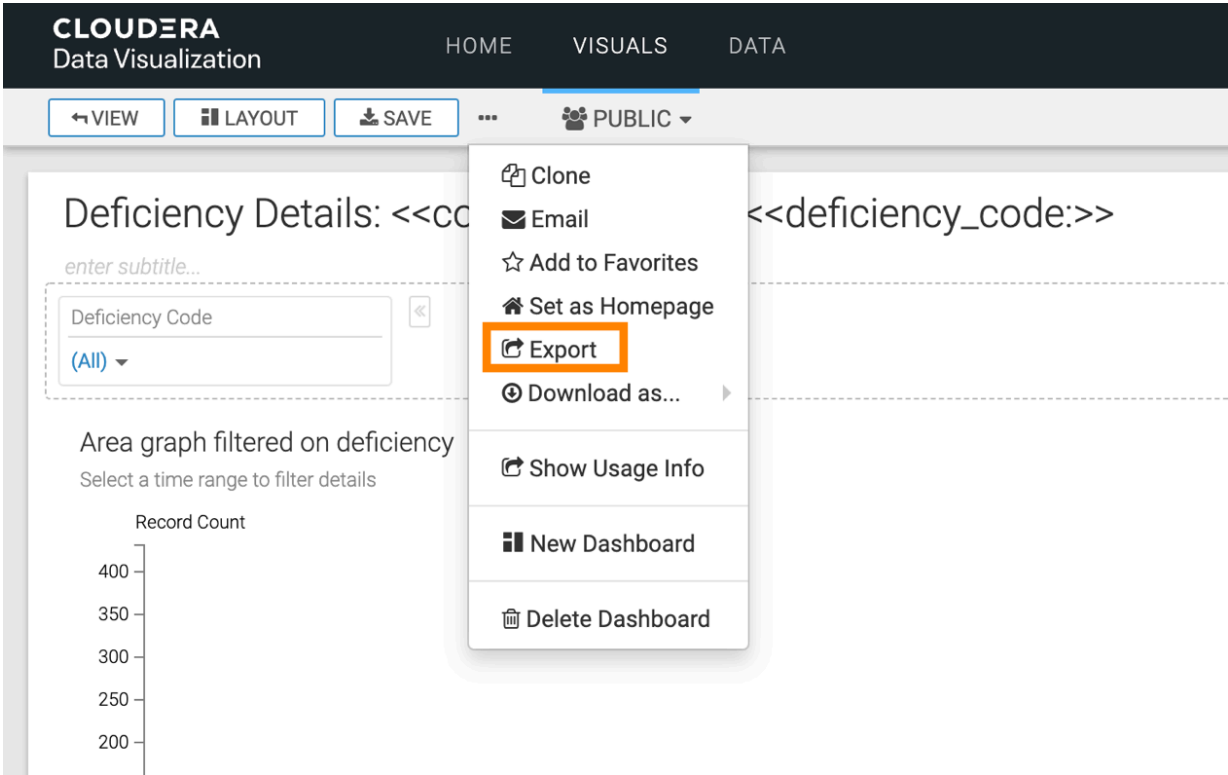 CLOUDERA
Data Visualization
HOME
VISUALS
DATA
VIEW
LAYOUT
SAVE
PUBLIC
Clone
Email
Add to Favorites
Set as Homepage
Export
Download as...
Show Usage Info
New Dashboard
Delete Dashboard
Deficiency Details: <<co <<deficiency_code:>>
enter subtitle...
Deficiency Code
(All)
Area graph filtered on deficiency
Select a time range to filter details
Record Count
400
350
300
250
200